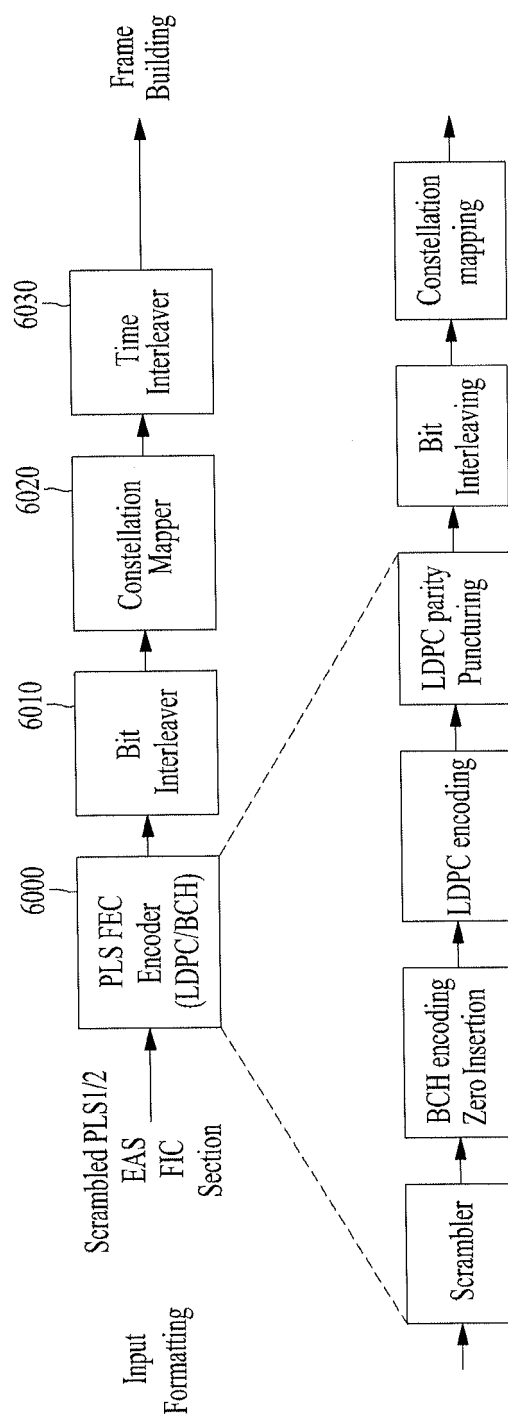 Input
Formatting
Scrambled PLS1/2
EAS
FIC
Section
6000
PLS FEC
Encoder
(LDPC/BCH)
6010
Bit
Interleaver
6020
Constellation
Mapper
6030
Time
Interleaver
Frame
Building
Scrambler
BCH encoding
Zero Insertion
LDPC encoding
LDPC parity
Puncturing
Bit
Interleaving
Constellation
mapping